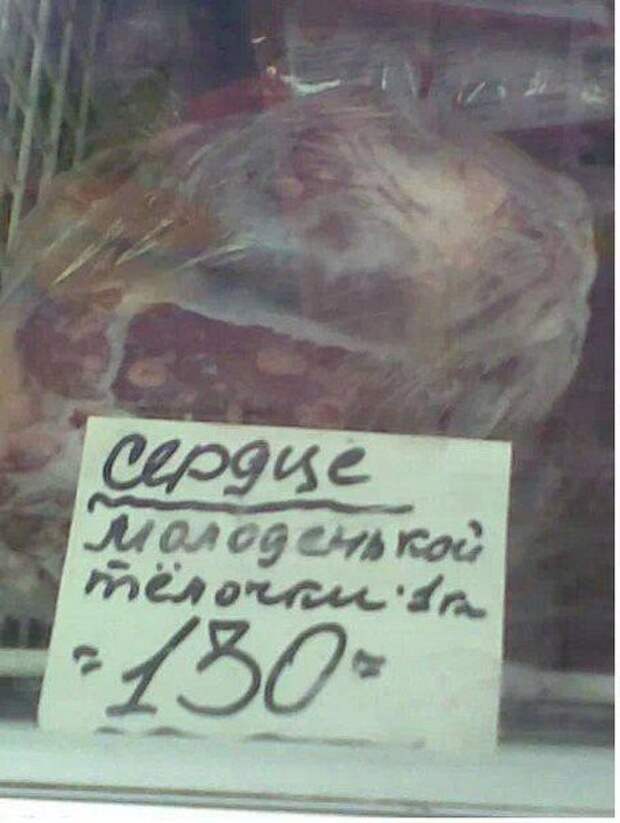 сердце
молоденькой
тёлочки • 1кг
= 130 =